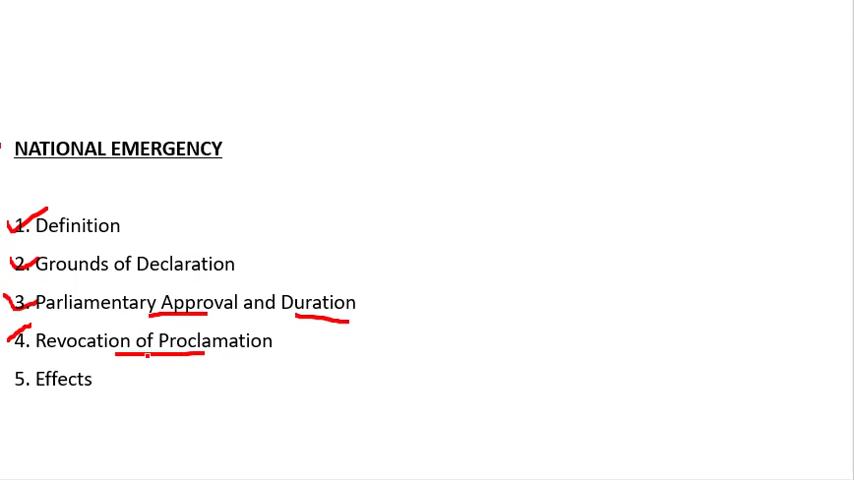 NATIONAL EMERGENCY
1. Definition
2. Grounds of Declaration
3. Parliamentary Approval and Duration
4. Revocation of Proclamation
5. Effects